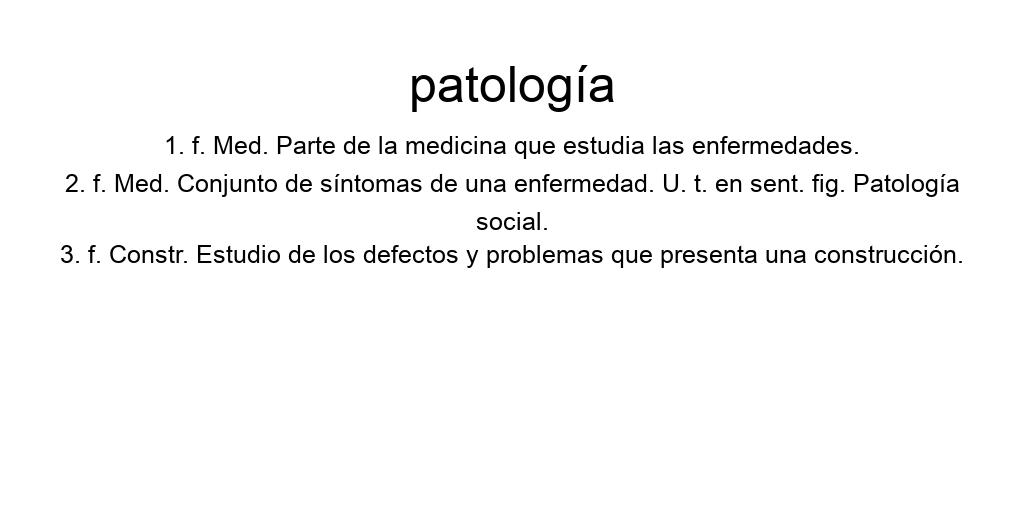 patología
1. f. Med. Parte de la medicina que estudia las enfermedades.
2. f. Med. Conjunto de síntomas de una enfermedad. U. t. en sent. fig. Patología
social.
3. f. Constr. Estudio de los defectos y problemas que presenta una construcción.